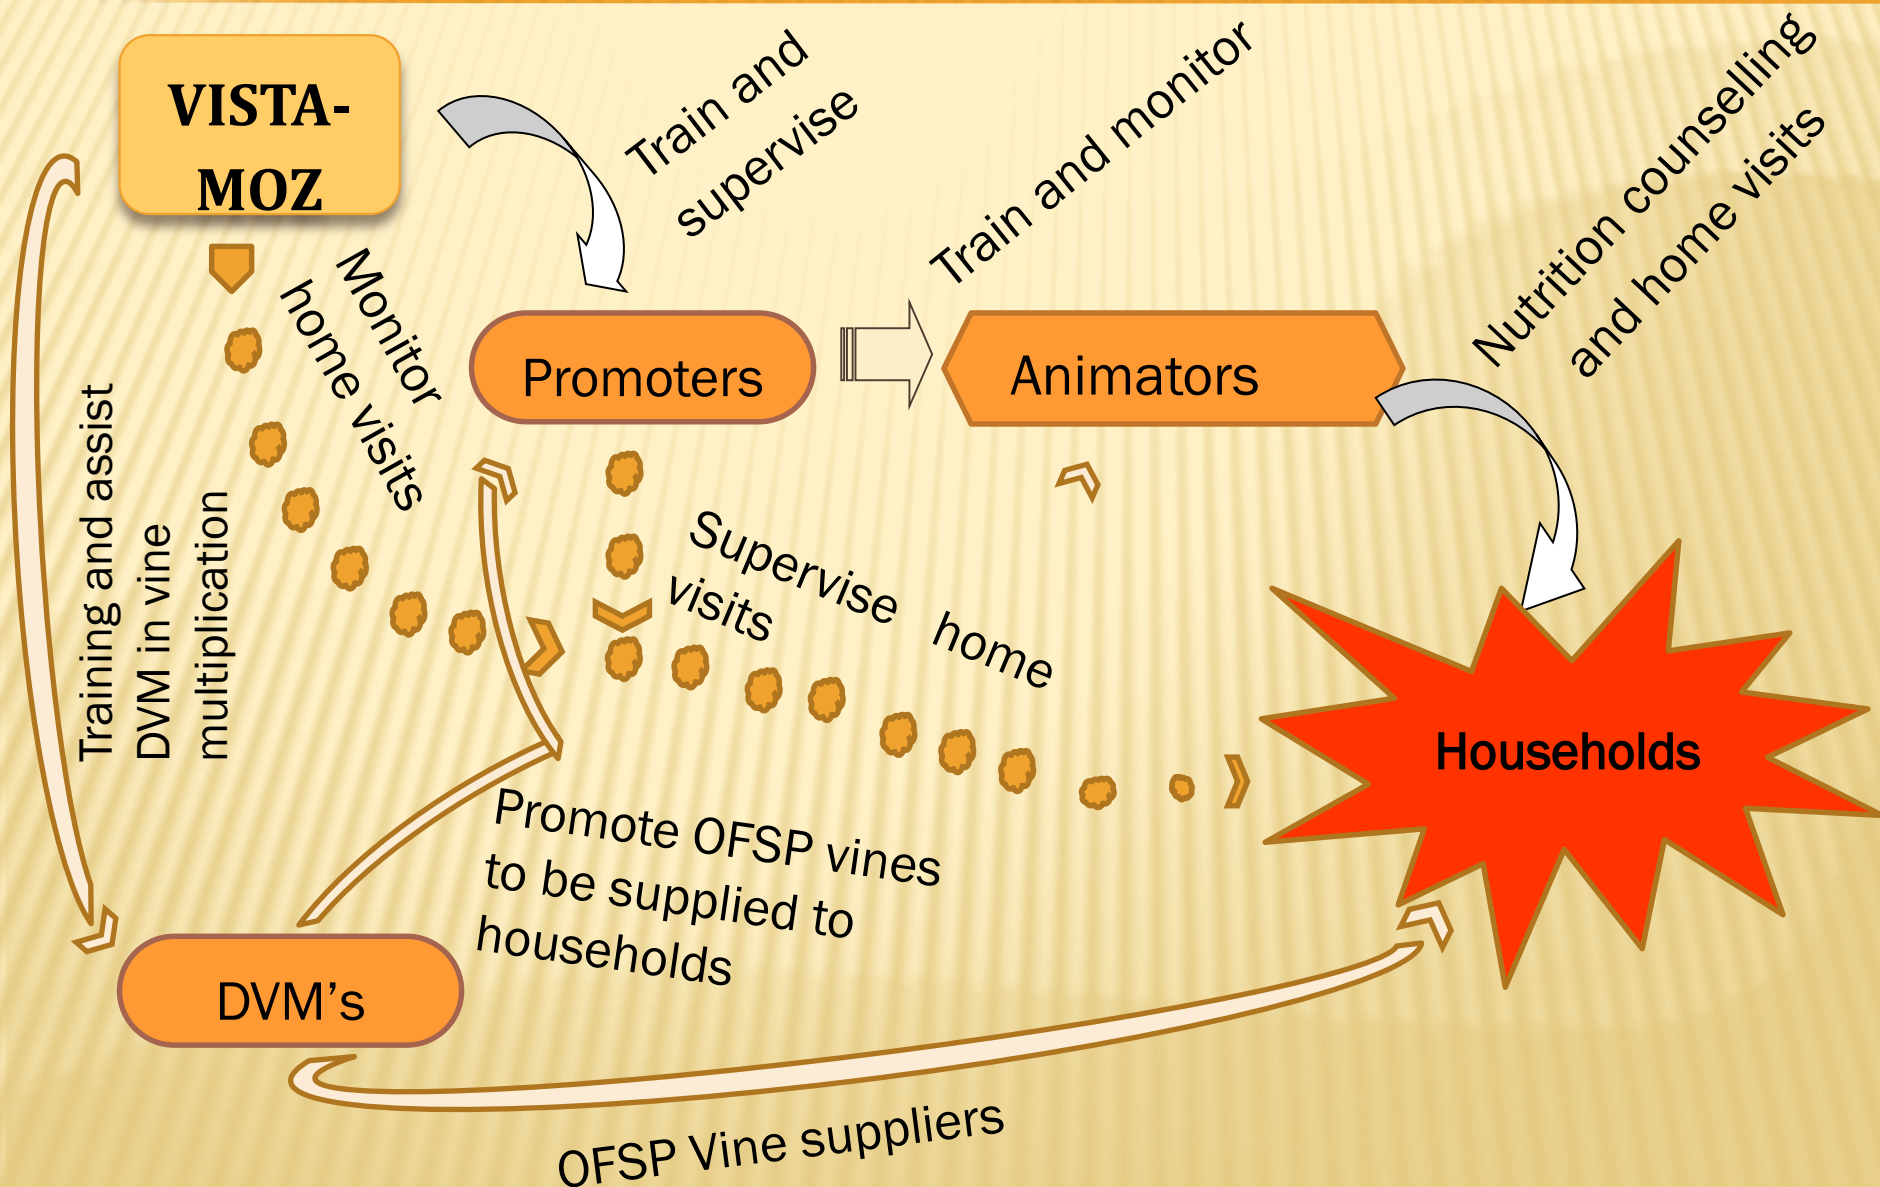 VISTA-
MOZ
Train and
supervise
Train and monitor
Nutrition counselling
and home visits
Monitor
home visits
Promoters
Animators
Training and assist
DVM in vine
multiplication
Supervise home
visits
Households
Promote OFSP vines
to be supplied to
households
DVM’s
OFSP Vine suppliers